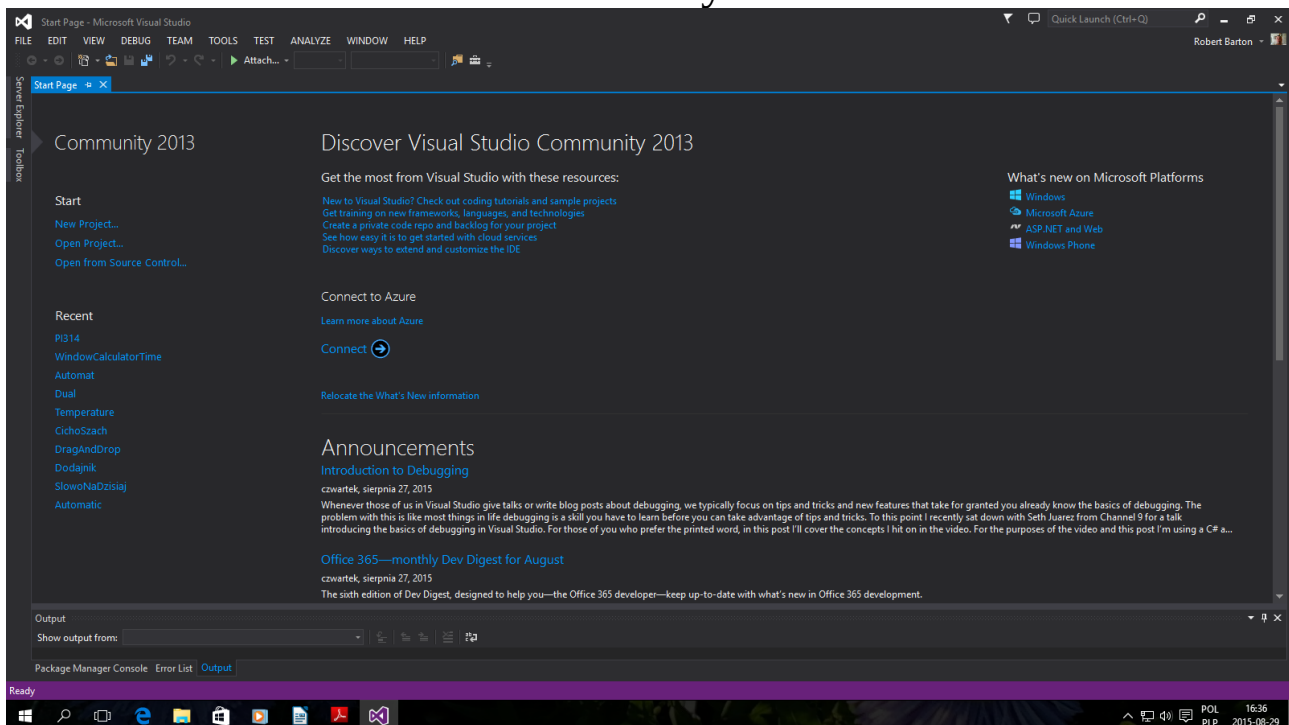 y
Start Page - Microsoft Visual Studio
Quick Launch (Ctrl+Q)
FILE EDIT VIEW DEBUG TEAM TOOLS TEST ANALYZE WINDOW HELP
Robert Barton
Attach...
Server Explorer
Toolbox
Start Page
Community 2013
Start
New Project...
Open Project...
Open from Source Control...
Recent
PI314
WindowCalculatorTime
Automat
Dual
Temperature
CichoSzach
DragAndDrop
Dodajnik
SlowoNaDzisiaj
Automatic
Discover Visual Studio Community 2013
Get the most from Visual Studio with these resources:
New to Visual Studio? Check out coding tutorials and sample projects
Get training on new frameworks, languages, and technologies
Create a private code repo and backlog for your project
See how easy it is to get started with cloud services
Discover ways to extend and customize the IDE
Connect to Azure
Learn more about Azure
Connect
Relocate the What's New information
What's new on Microsoft Platforms
Windows
Microsoft Azure
ASP.NET and Web
Windows Phone
Announcements
Introduction to Debugging
czwartek, sierpnia 27, 2015
Whenever those of us in Visual Studio give talks or write blog posts about debugging, we typically focus on tips and tricks and new features that take for granted you already know the basics of debugging. The
problem with this is like most things in life debugging is a skill you have to learn before you can take advantage of tips and tricks. To this point I recently sat down with Seth Juarez from Channel 9 for a talk
introducing the basics of debugging in Visual Studio. For those of you who prefer the printed word, in this post I'll cover the concepts I hit on in the video. For the purposes of the video and this post I'm using a C# a...
Office 365—monthly Dev Digest for August
czwartek, sierpnia 27, 2015
The sixth edition of Dev Digest, designed to help you—the Office 365 developer—keep up-to-date with what's new in Office 365 development.
Output
Show output from:
Package Manager Console Error List Output
Ready
POL 16:36
PLP 2015-08-29